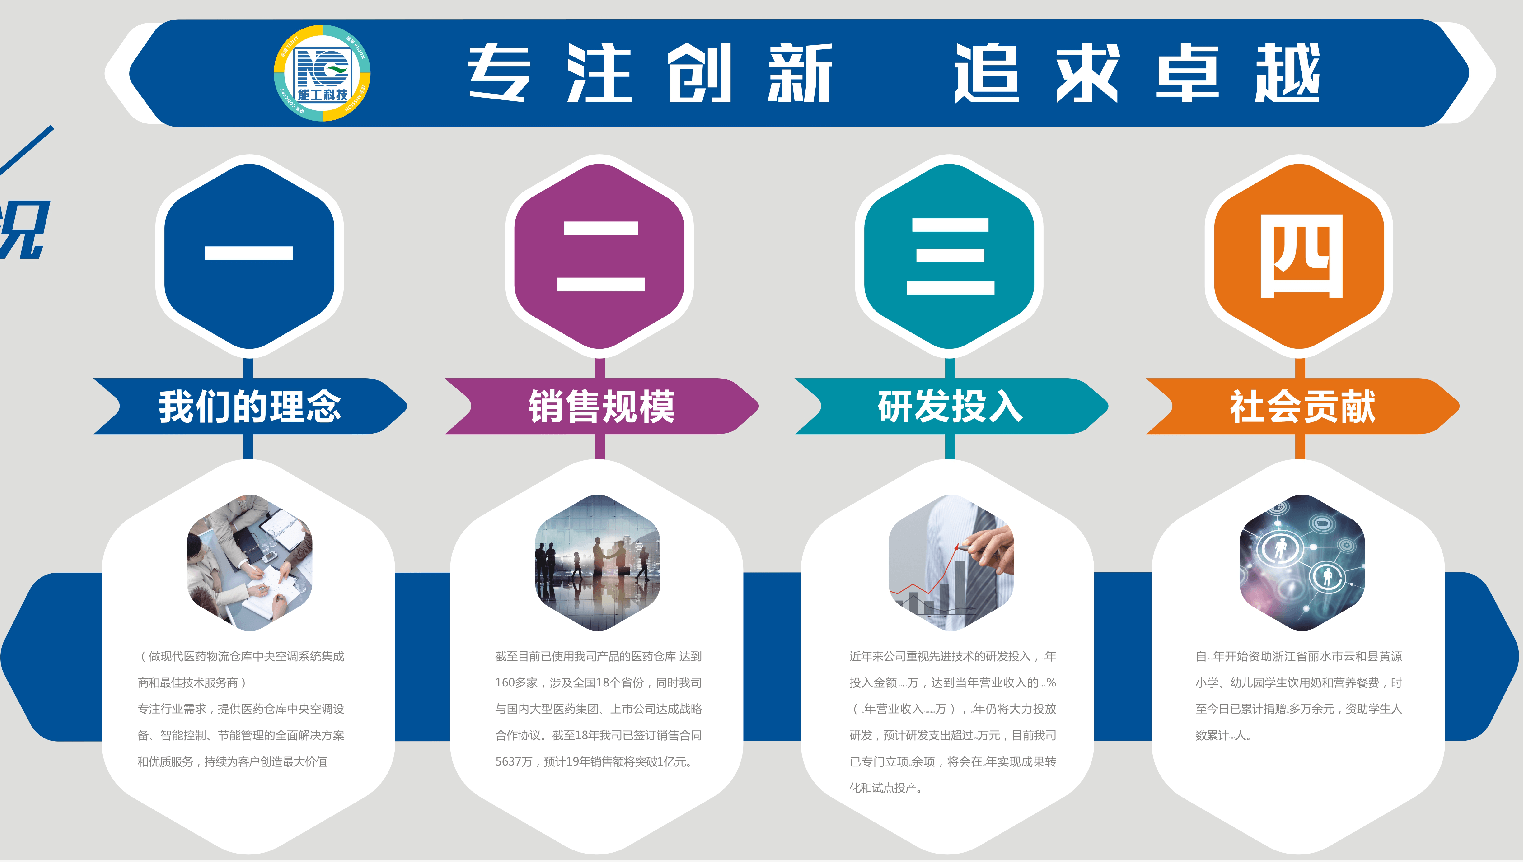 能工科技
专注创新 追求卓越
况
一
二
三
四
我们的理念
销售规模
研发投入
社会贡献
（做现代医药物流仓库中央空调系统集成
商和最佳技术服务商）
专注行业需求，提供医药仓库中央空调设
备、智能控制、节能管理的全面解决方案
和优质服务，持续为客户创造最大价值
截至目前已使用我司产品的医药仓库 达到
160多家，涉及全国18个省份，同时我司
与国内大型医药集团、上市公司达成战略
合作协议。截至18年我司已签订销售合同
5637万，预计19年销售额将突破1亿元。
近年来公司重视先进技术的研发投入，.年
投入金额...万，达到当年营业收入的..%
（.年营业收入...万），.年仍将大力投放
研发，预计研发支出超过.万元，目前我司
已专门立项.余项，将会在.年实现成果转
化和试点投产。
自..年开始资助浙江省丽水市云和县黄源
小学、幼儿园学生饮用奶和营养餐费，时
至今日已累计捐赠.多万余元，资助学生人
数累计..人。